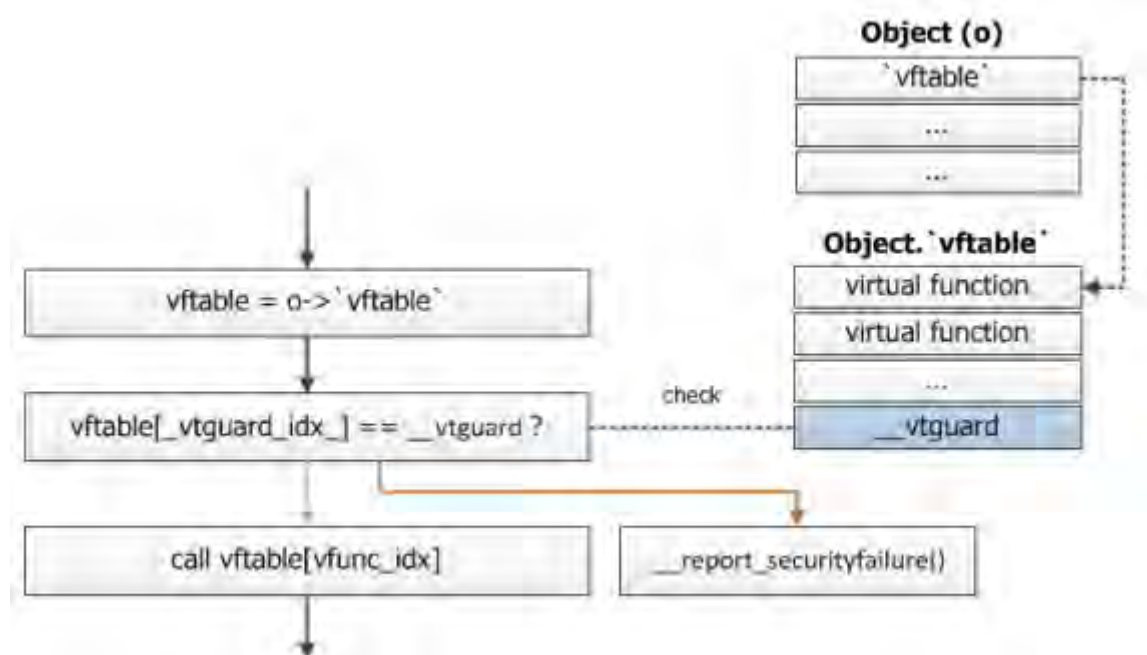 Object (o)
`vftable`
...
...
Object.`vftable`
virtual function
virtual function
...
__vtguard
vftable = o->`vftable`
vftable[_vtguard_idx_] == __vtguard ?
check
call vftable[vfunc_idx]
__report_securityfailure()